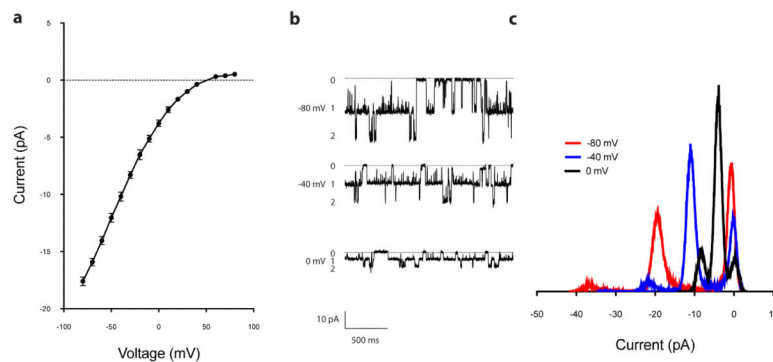 a
5
0
-5
-10
-15
-20
-100
-50
0
50
100
Current (pA)
Voltage (mV)
b
0
-80 mV 1
2
0
-40 mV 1
2
0
0 mV 1
2
10 pA
500 ms
c
-80 mV
-40 mV
0 mV
-50
-40
-30
-20
-10
0
10
Current (pA)